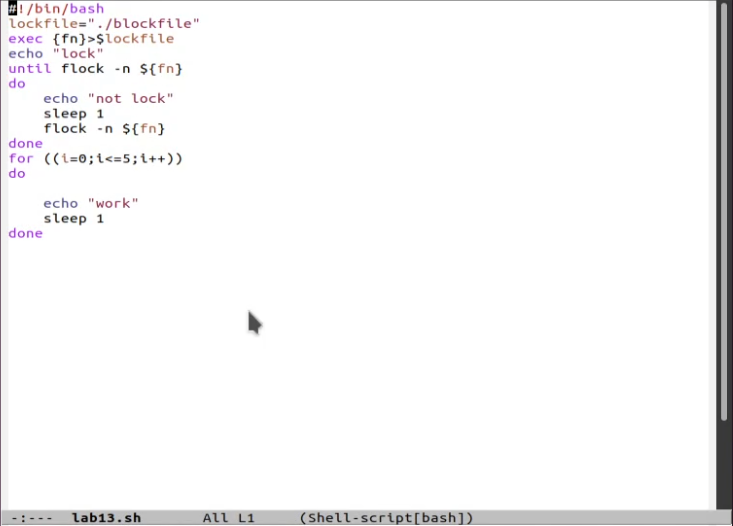 #!/bin/bash
lockfile="./blockfile"
exec {fn}>$lockfile
echo "lock"
until flock -n ${fn}
do
    echo "not lock"
    sleep 1
    flock -n ${fn}
done
for ((i=0;i<=5;i++))
do
    echo "work"
    sleep 1
done
-:---  lab13.sh       All L1     (Shell-script[bash])